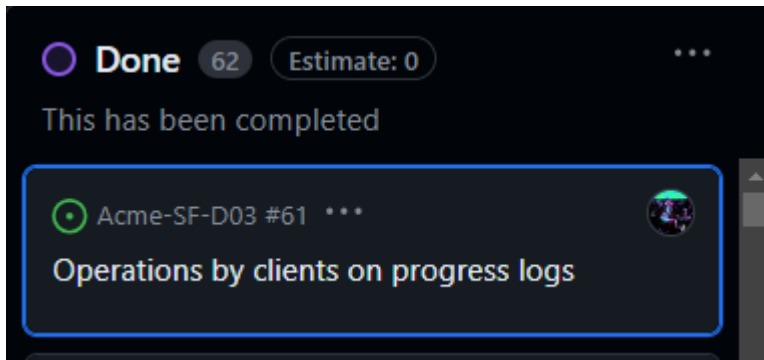 Done 62 Estimate: 0
This has been completed
Acme-SF-D03 #61
Operations by clients on progress logs